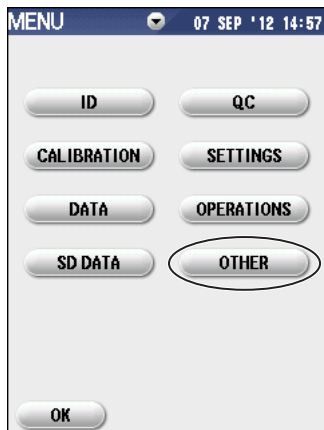 MENU 07 SEP '12 14:57
ID QC
CALIBRATION SETTINGS
DATA OPERATIONS
SD DATA OTHER
OK